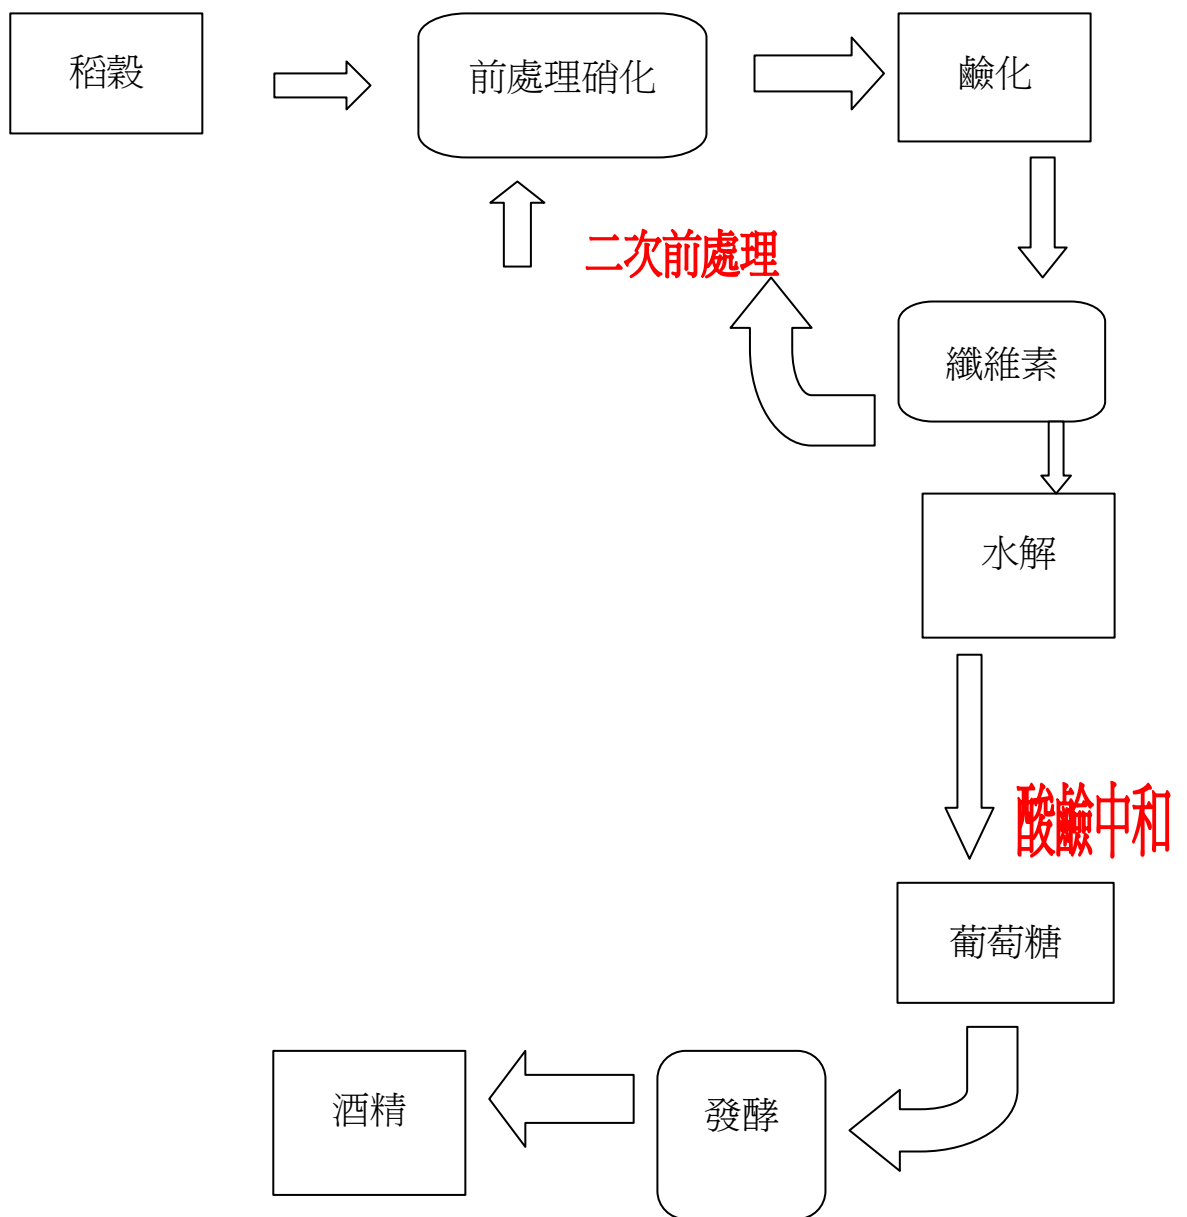 稻穀
前處理硝化
鹼化
二次前處理
纖維素
水解
酸鹼中和
葡萄糖
發酵
酒精